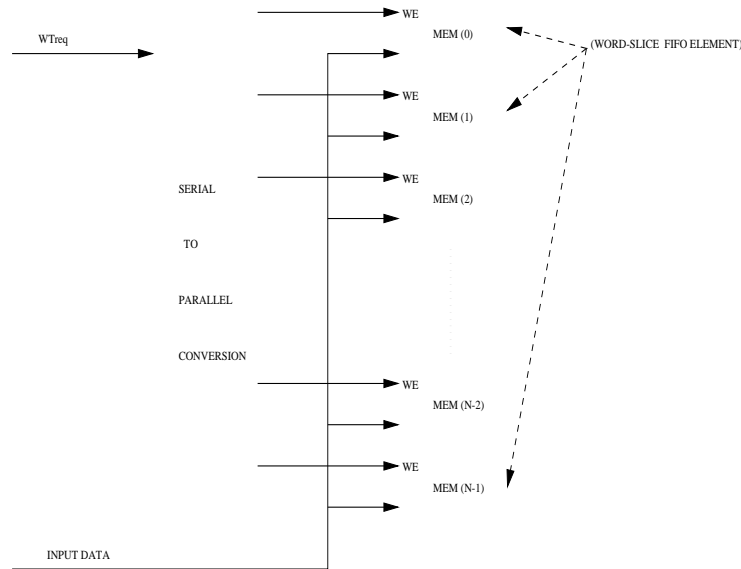 WE
MEM (0)
WTreq
(WORD-SLICE FIFO ELEMENT)
WE
MEM (1)
WE
MEM (2)
SERIAL
TO
PARALLEL
CONVERSION
WE
MEM (N-2)
WE
MEM (N-1)
INPUT DATA